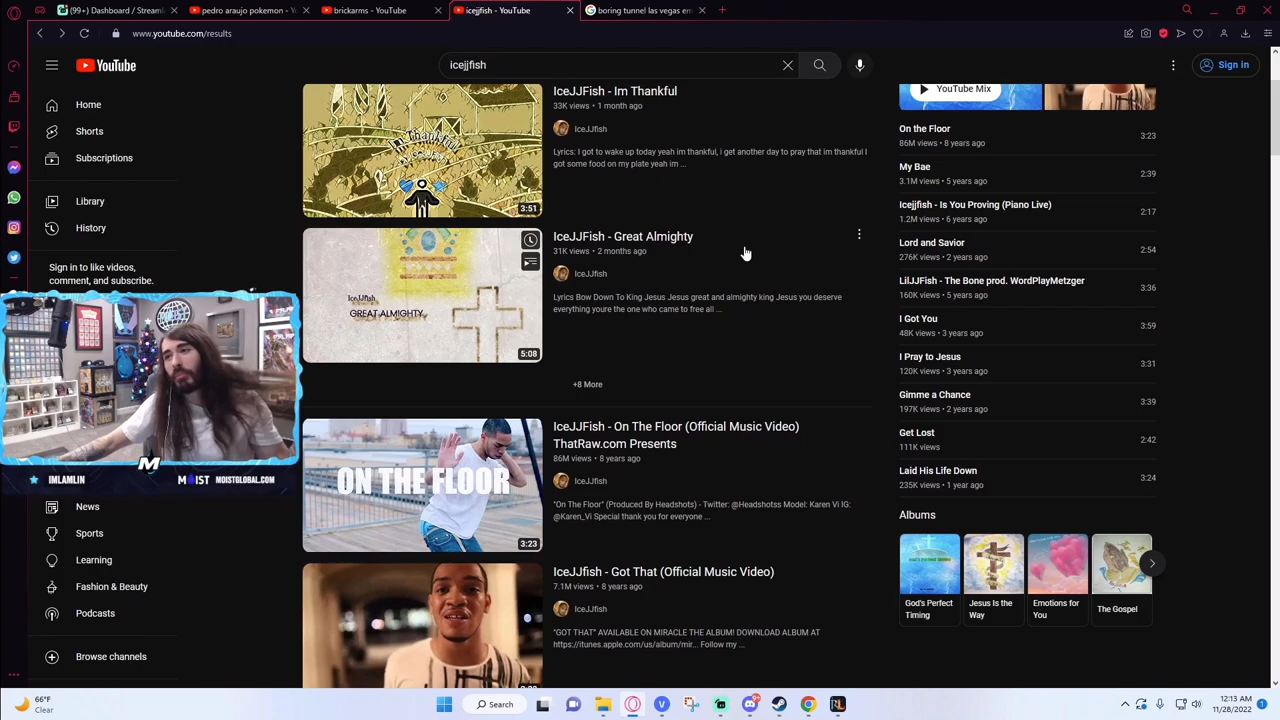 (99+) Dashboard / Streaml
pedro araujo pokemon - Yo
brickarms - YouTube
icejjfish - YouTube
boring tunnel las vegas em
www.youtube.com/results
YouTube
icejjfish
Sign in
Home
Shorts
Subscriptions
Library
History
Sign in to like videos,
comment, and subscribe.
IMLIMLIN
M
MOIST MOISTGLOBAL.COM
News
Sports
Learning
Fashion & Beauty
Podcasts
Browse channels
Im Thankful
3:51
IceJJFish - Im Thankful
33K views • 1 month ago
IceJJfish
Lyrics: I got to wake up today yeah im thankful, i get another day to pray that im thankful I
got some food on my plate yeah im ...
IceJJfish
GREAT ALMIGHTY
5:08
IceJJFish - Great Almighty
31K views • 2 months ago
IceJJfish
Lyrics Bow Down To King Jesus Jesus great and almighty king Jesus you deserve
everything youre the one who came to free all ...
+8 More
ON THE FLOOR
3:23
IceJJFish - On The Floor (Official Music Video)
ThatRaw.com Presents
86M views • 8 years ago
IceJJfish
"On The Floor" (Produced By Headshots) - Twitter: @Headshotss Model: Karen Vi IG:
@Karen_Vi Special thank you for everyone ...
IceJJfish - Got That (Official Music Video)
7.1M views • 8 years ago
IceJJfish
"GOT THAT" AVAILABLE ON MIRACLE THE ALBUM! DOWNLOAD ALBUM AT
https://itunes.apple.com/us/album/mir... Follow my ...
YouTube Mix
On the Floor
86M views • 8 years ago
3:23
My Bae
3.1M views • 5 years ago
2:39
Icejjfish - Is You Proving (Piano Live)
1.2M views • 6 years ago
2:17
Lord and Savior
276K views • 2 years ago
2:54
LilJJFish - The Bone prod. WordPlayMetzger
160K views • 5 years ago
3:36
I Got You
48K views • 3 years ago
3:59
I Pray to Jesus
120K views • 3 years ago
3:31
Gimme a Chance
197K views • 2 years ago
3:39
Get Lost
111K views
2:42
Laid His Life Down
235K views • 1 year ago
3:24
Albums
God's Perfect
Timing
Jesus Is the
Way
Emotions for
You
The Gospel
66°F
Clear
Search
12:13 AM
11/28/2022